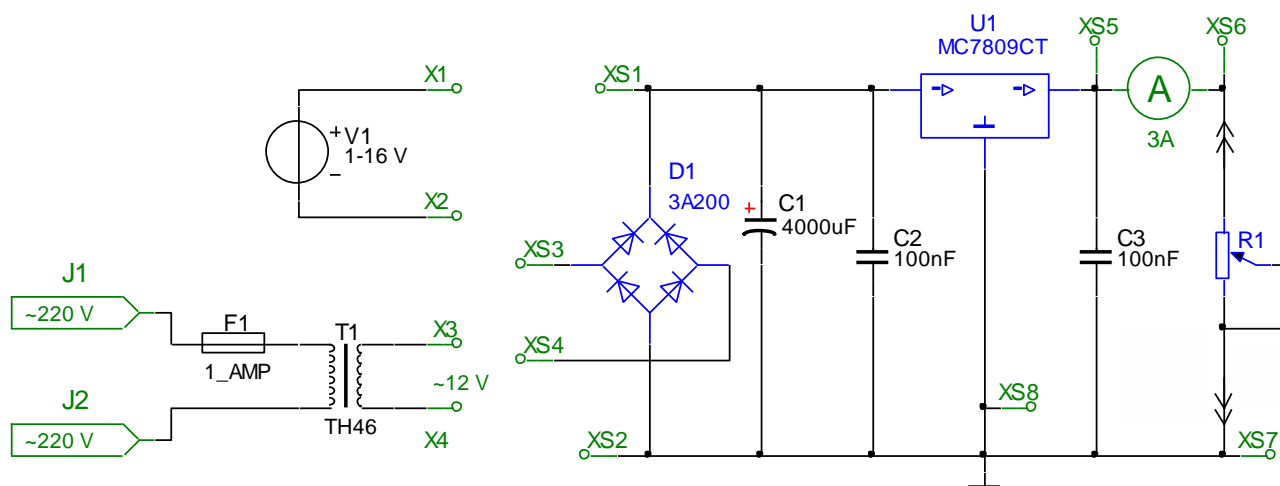 U1
MC7809CT
XS5
XS6
X1
XS1
A
3A
+
V1
1-16 V
−
D1
3A200
X2
+
C1
4000uF
C2
100nF
C3
100nF
R1
XS3
J1
~220 V
F1
1_AMP
T1
TH46
X3
~12 V
X4
XS4
J2
~220 V
XS8
XS2
XS7